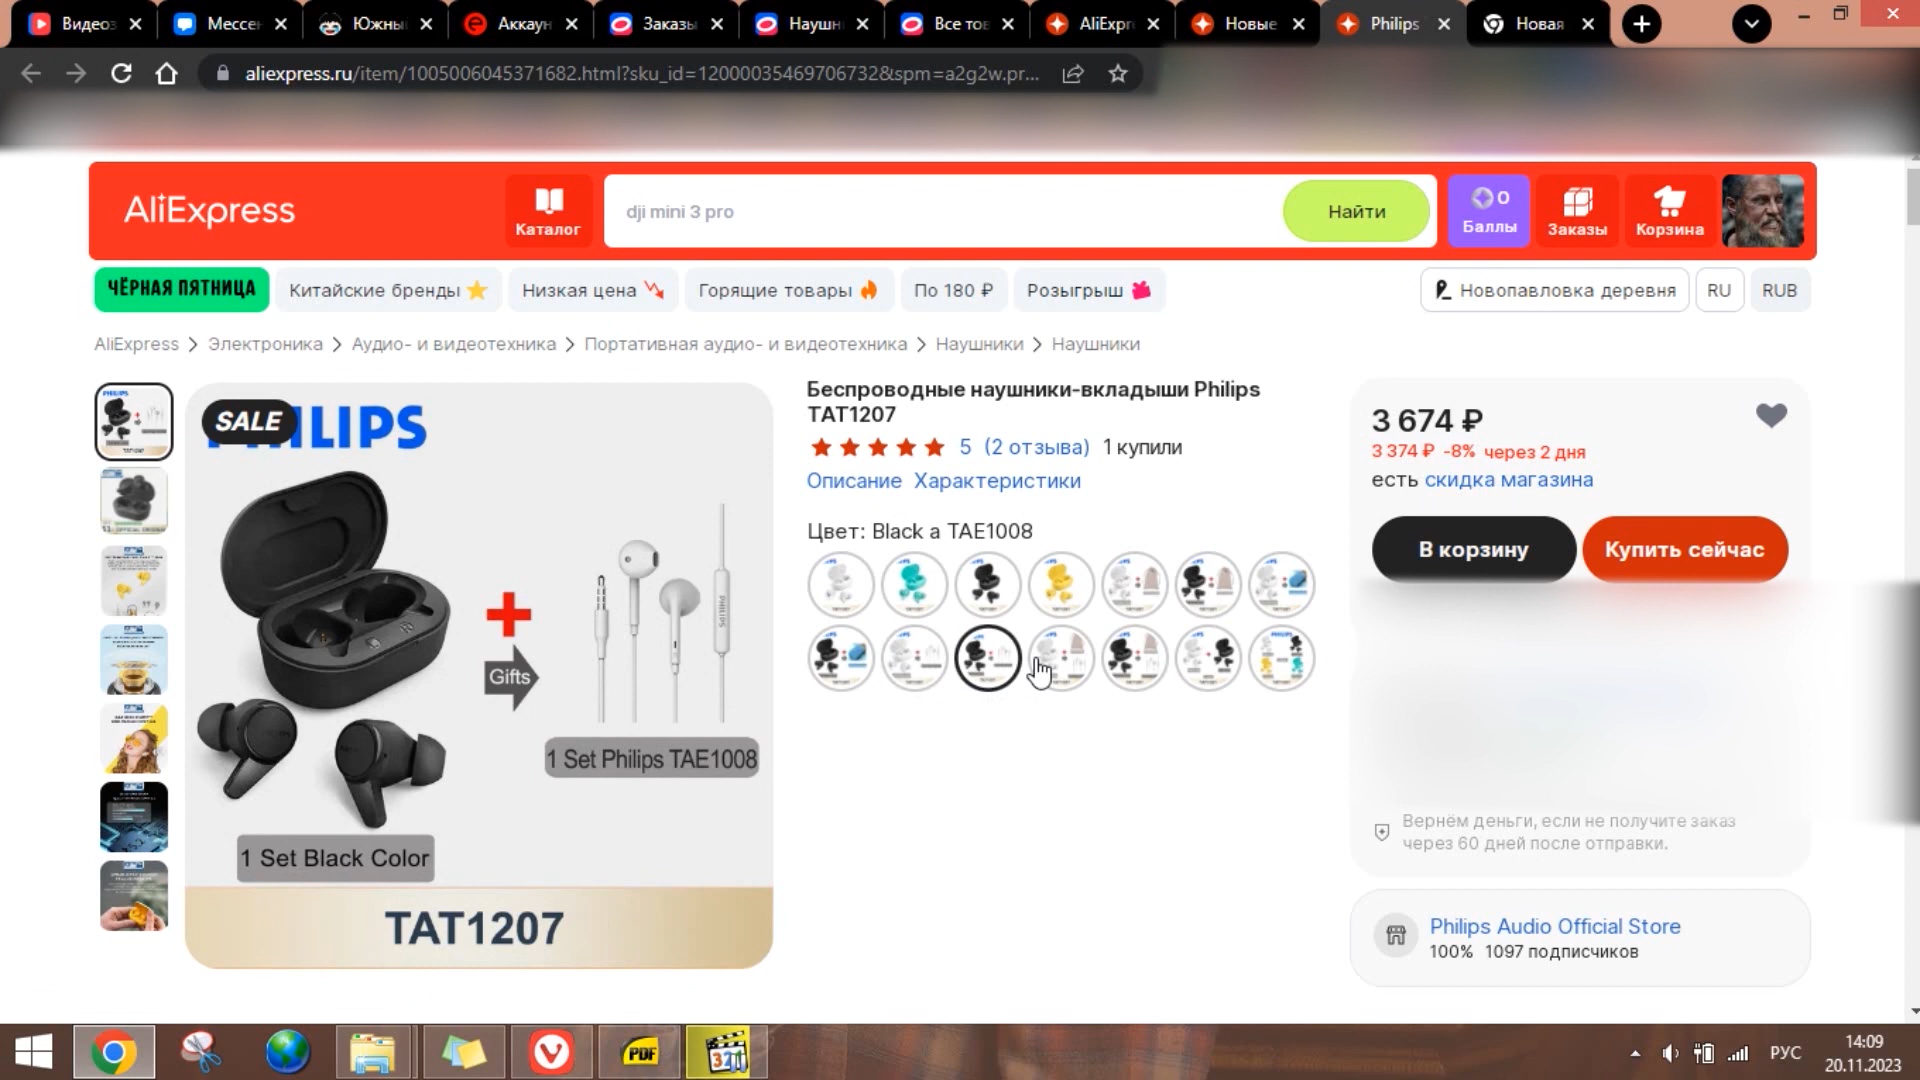 Видеоз
Мессен
Южны
Аккаун
Заказы
Наушн
Все тов
AliExpr
Новые
Philips
Новая
aliexpress.ru/item/1005006045371682.html?sku_id=12000035469706732&spm=a2g2w.pr...
AliExpress
Каталог
dji mini 3 pro
Найти
0
Баллы
Заказы
Корзина
ЧЁРНАЯ ПЯТНИЦА
Китайские бренды
Низкая цена
Горящие товары
По 180 ₽
Розыгрыш
Новопавловка деревня
RU
RUB
AliExpress > Электроника > Аудио- и видеотехника > Портативная аудио- и видеотехника > Наушники > Наушники
SALE
PHILIPS
Gifts
PHILIPS
1 Set Philips TAE1008
1 Set Black Color
TAT1207
Беспроводные наушники-вкладыши Philips
TAT1207
5 (2 отзыва) 1 купили
Описание Характеристики
Цвет: Black a TAE1008
3 674 ₽
3 374 ₽ -8% через 2 дня
есть скидка магазина
В корзину
Купить сейчас
Вернём деньги, если не получите заказ
через 60 дней после отправки.
Philips Audio Official Store
100% 1097 подписчиков
PDF
321
РУС
14:09
20.11.2023